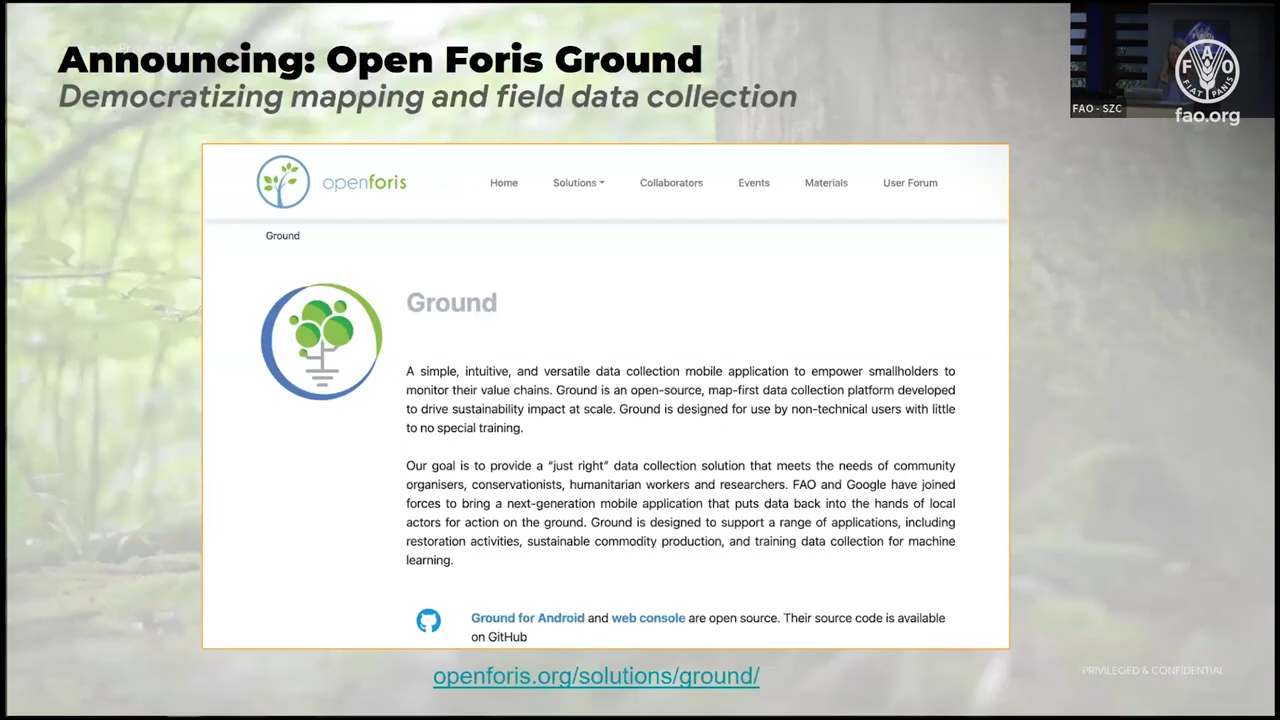 Announcing: Open Foris Ground
Democratizing mapping and field data collection
FAO
FIAT PANIS
fao.org
FAO - SZC
openforis
Home
Solutions
Collaborators
Events
Materials
User Forum
Ground
Ground
A simple, intuitive, and versatile data collection mobile application to empower smallholders to
monitor their value chains. Ground is an open-source, map-first data collection platform developed
to drive sustainability impact at scale. Ground is designed for use by non-technical users with little
to no special training.
Our goal is to provide a “just right” data collection solution that meets the needs of community
organisers, conservationists, humanitarian workers and researchers. FAO and Google have joined
forces to bring a next-generation mobile application that puts data back into the hands of local
actors for action on the ground. Ground is designed to support a range of applications, including
restoration activities, sustainable commodity production, and training data collection for machine
learning.
Ground for Android and web console are open source. Their source code is available
on GitHub
openforis.org/solutions/ground/
PRIVILEGED & CONFIDENTIAL